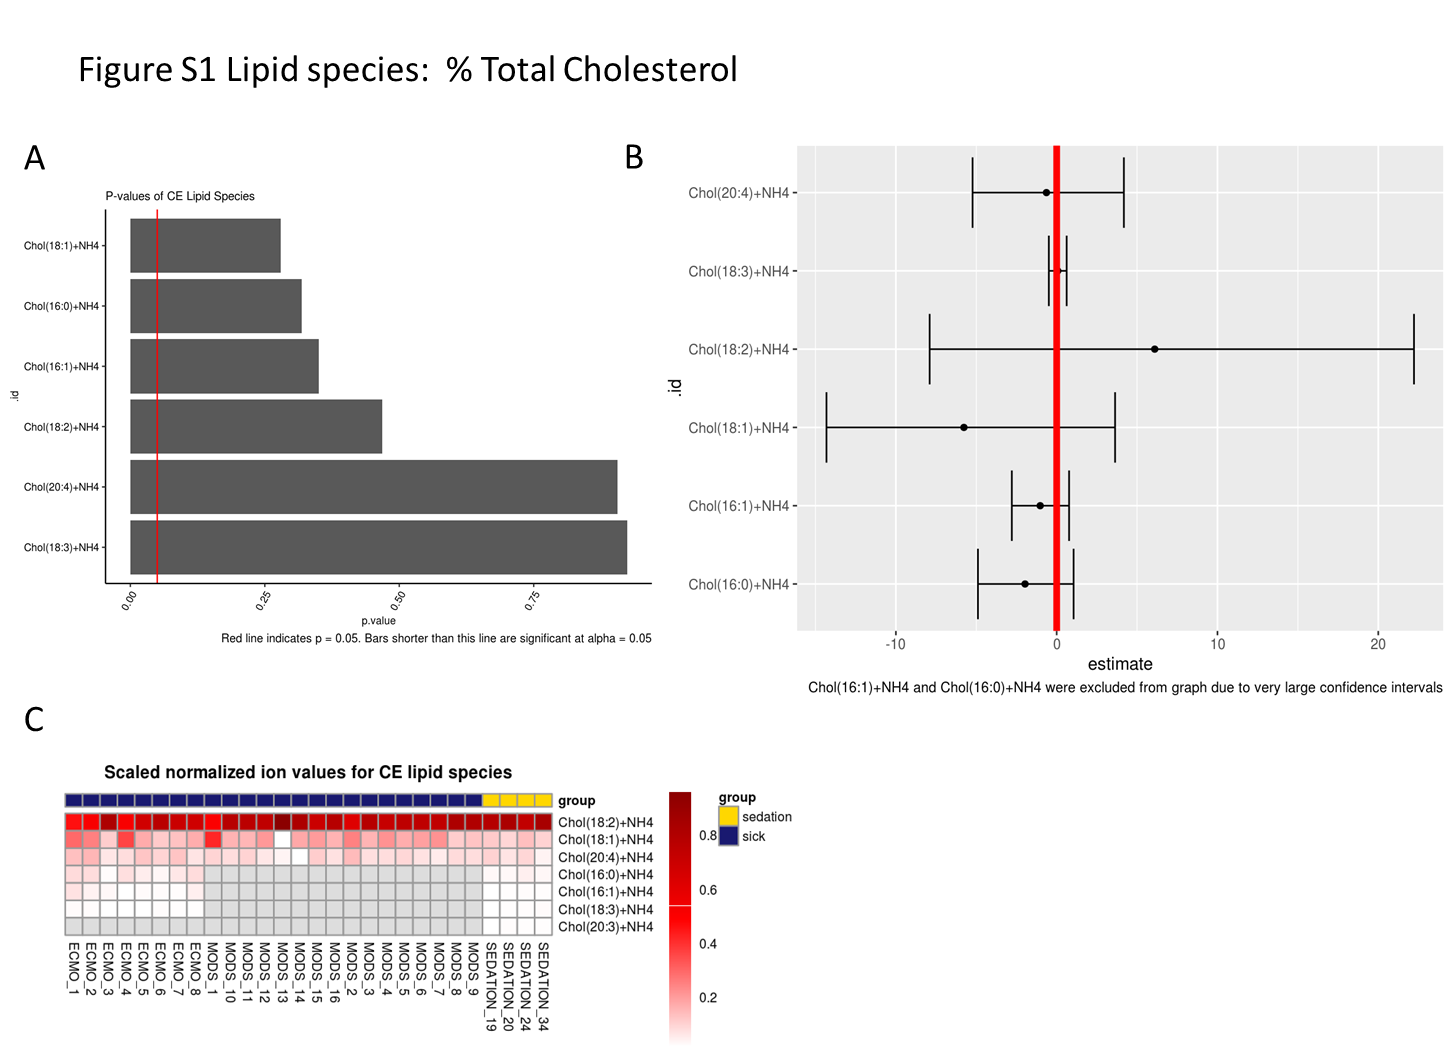 Figure S1 Lipid species:  % Total Cholesterol
A
P-values of CE Lipid Species
.id
Chol(18:1)+NH4
Chol(16:0)+NH4
Chol(16:1)+NH4
Chol(18:2)+NH4
Chol(20:4)+NH4
Chol(18:3)+NH4
0.00 0.25 0.50 0.75
p.value
Red line indicates p = 0.05. Bars shorter than this line are significant at alpha = 0.05
B
.id
Chol(20:4)+NH4
Chol(18:3)+NH4
Chol(18:2)+NH4
Chol(18:1)+NH4
Chol(16:1)+NH4
Chol(16:0)+NH4
-10 0 10 20
estimate
Chol(16:1)+NH4 and Chol(16:0)+NH4 were excluded from graph due to very large confidence intervals
C
Scaled normalized ion values for CE lipid species
group
Chol(18:2)+NH4
Chol(18:1)+NH4
Chol(20:4)+NH4
Chol(16:0)+NH4
Chol(16:1)+NH4
Chol(18:3)+NH4
Chol(20:3)+NH4
ECMO_1
ECMO_2
ECMO_3
ECMO_4
ECMO_5
ECMO_6
ECMO_7
ECMO_8
MODS_1
MODS_10
MODS_11
MODS_12
MODS_13
MODS_14
MODS_15
MODS_16
MODS_2
MODS_3
MODS_4
MODS_5
MODS_6
MODS_7
MODS_8
MODS_9
SEDATION_19
SEDATION_20
SEDATION_24
SEDATION_34
0.8
0.6
0.4
0.2
group
sedation
sick